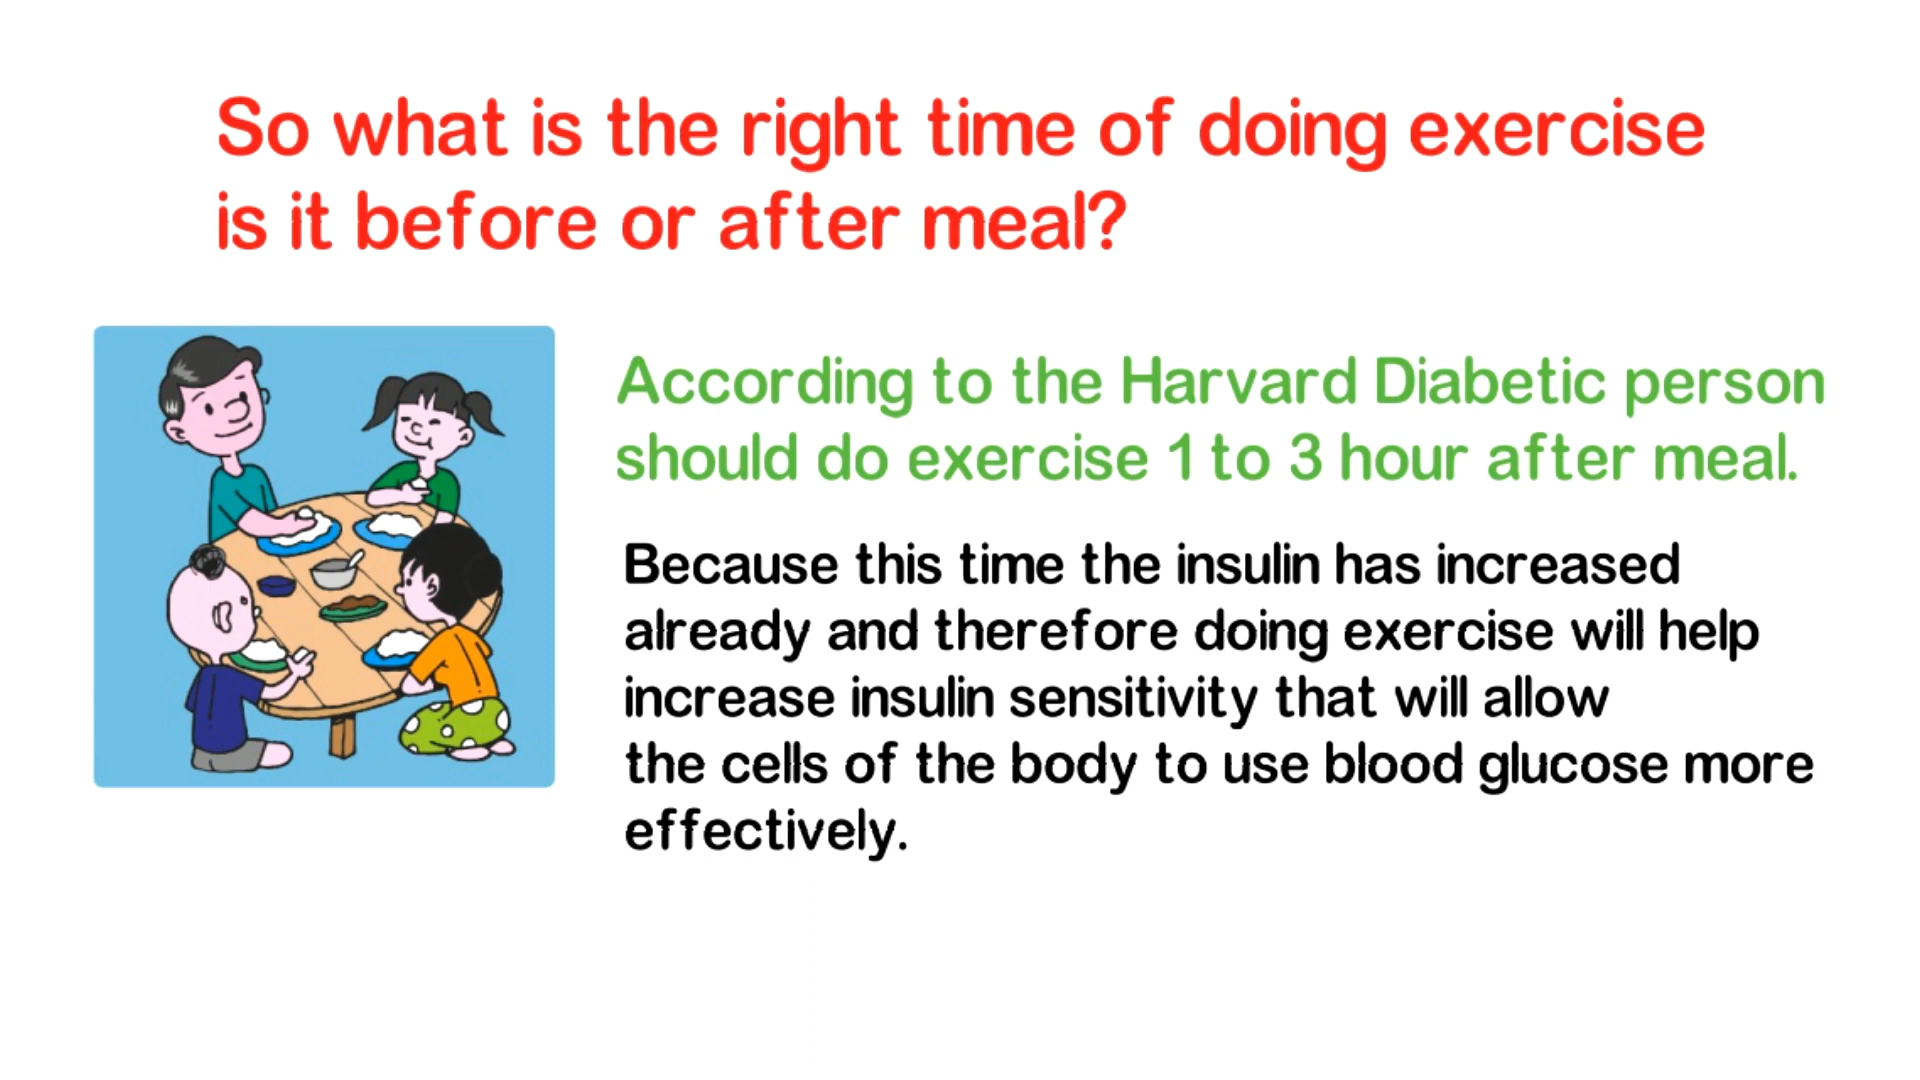 So what is the right time of doing exercise
is it before or after meal?
According to the Harvard Diabetic person
should do exercise 1 to 3 hour after meal.
Because this time the insulin has increased
already and therefore doing exercise will help
increase insulin sensitivity that will allow
the cells of the body to use blood glucose more
effectively.